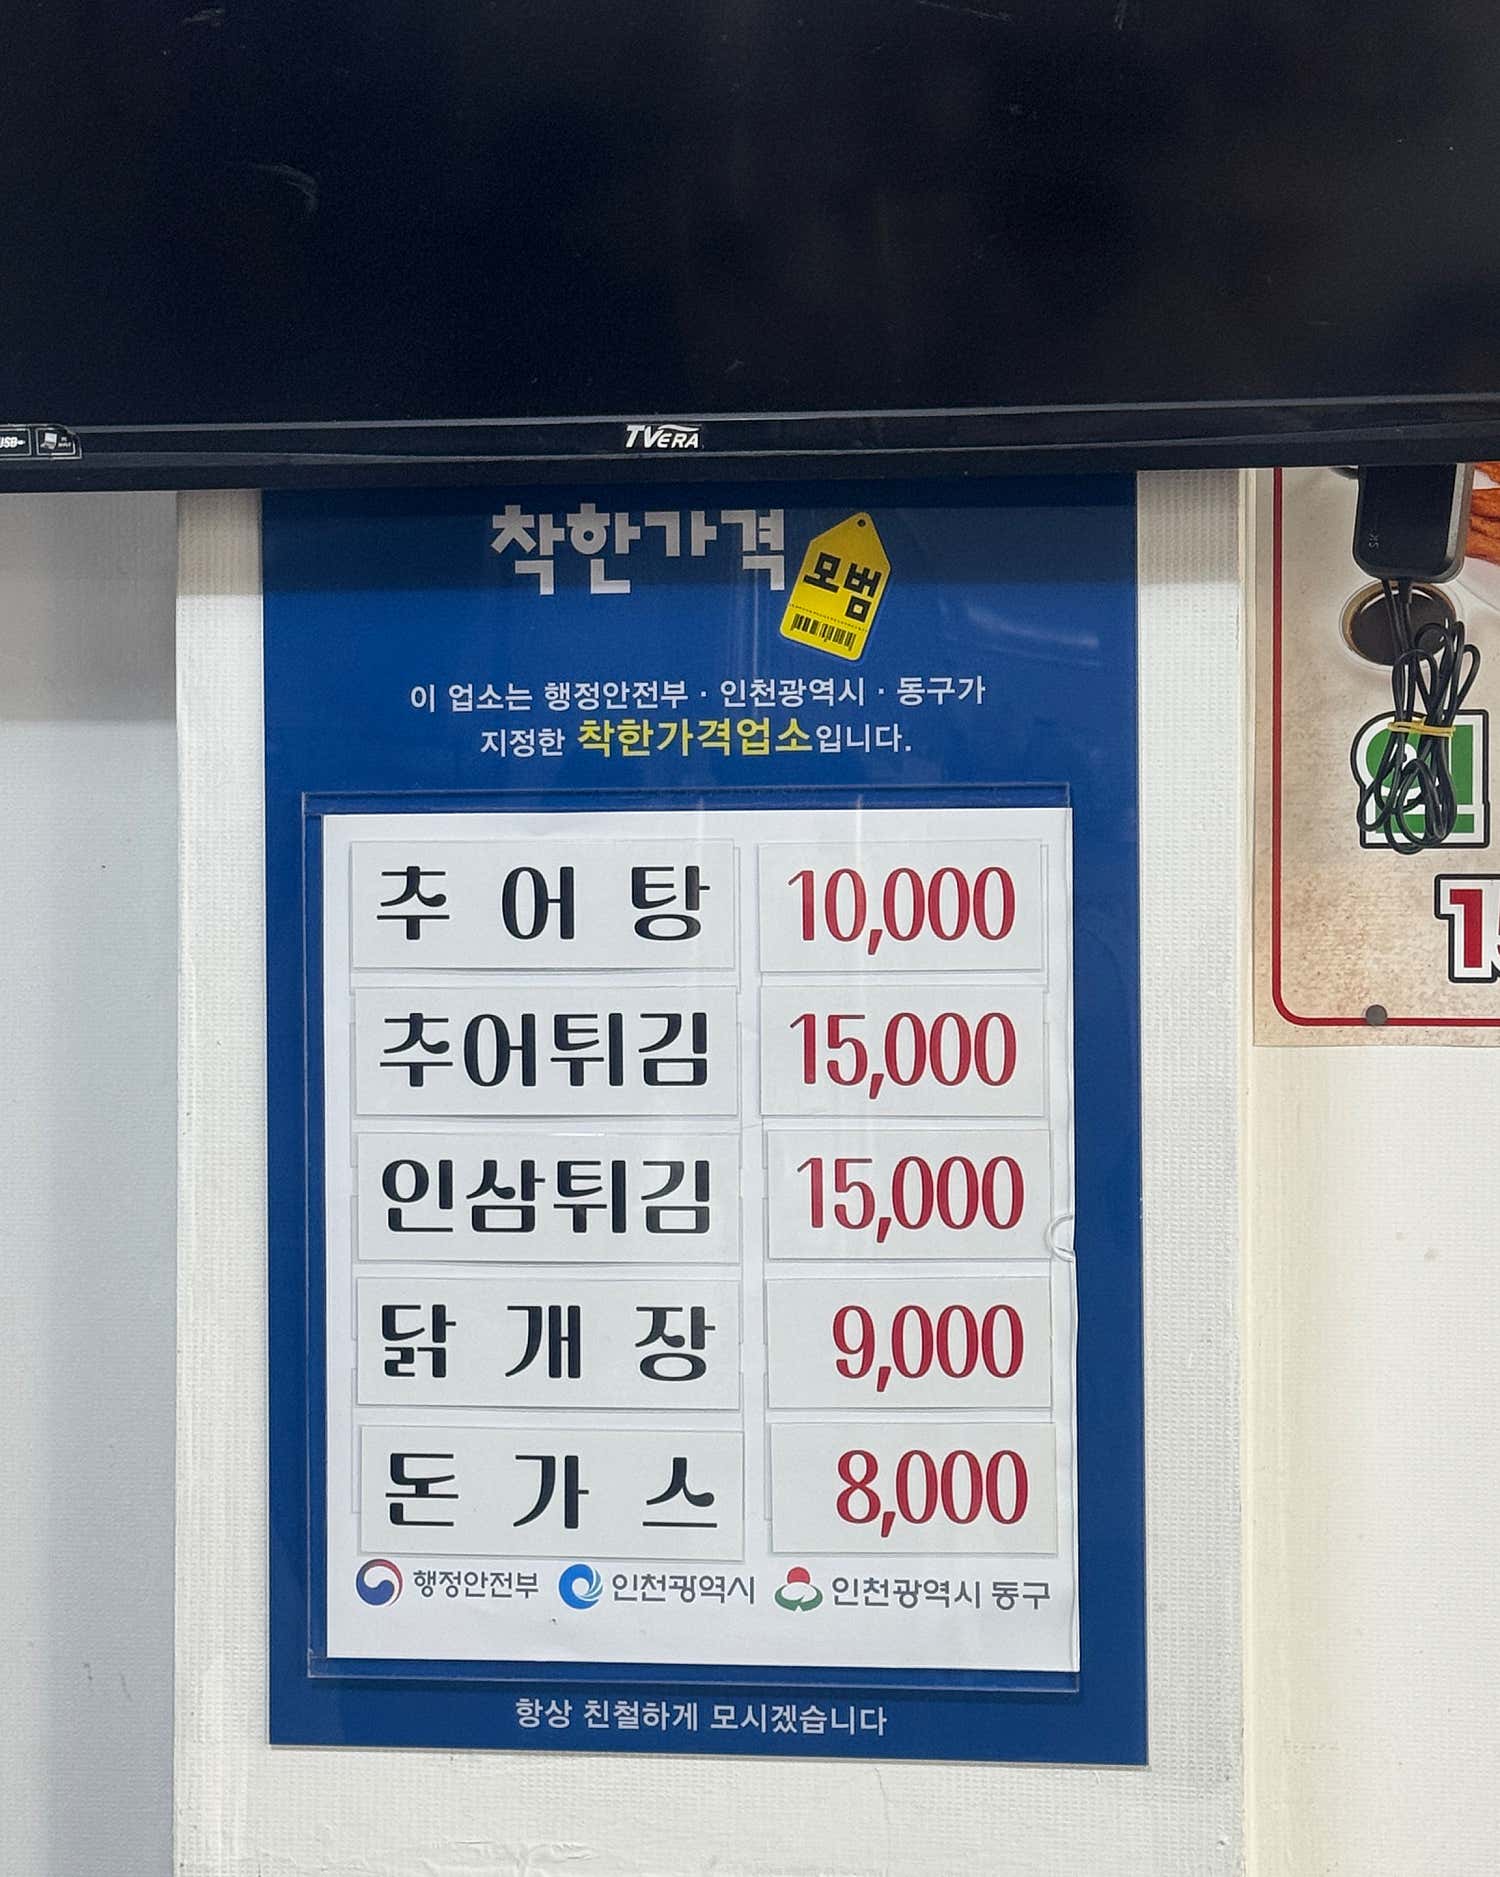 USB
TVERA
착한가격
모범
이 업소는 행정안전부 · 인천광역시 · 동구가
지정한 착한가격업소입니다.
추 어 탕 10,000
추어튀김 15,000
인삼튀김 15,000
닭 개 장 9,000
돈 가 스 8,000
행정안전부 인천광역시 인천광역시 동구
항상 친철하게 모시겠습니다